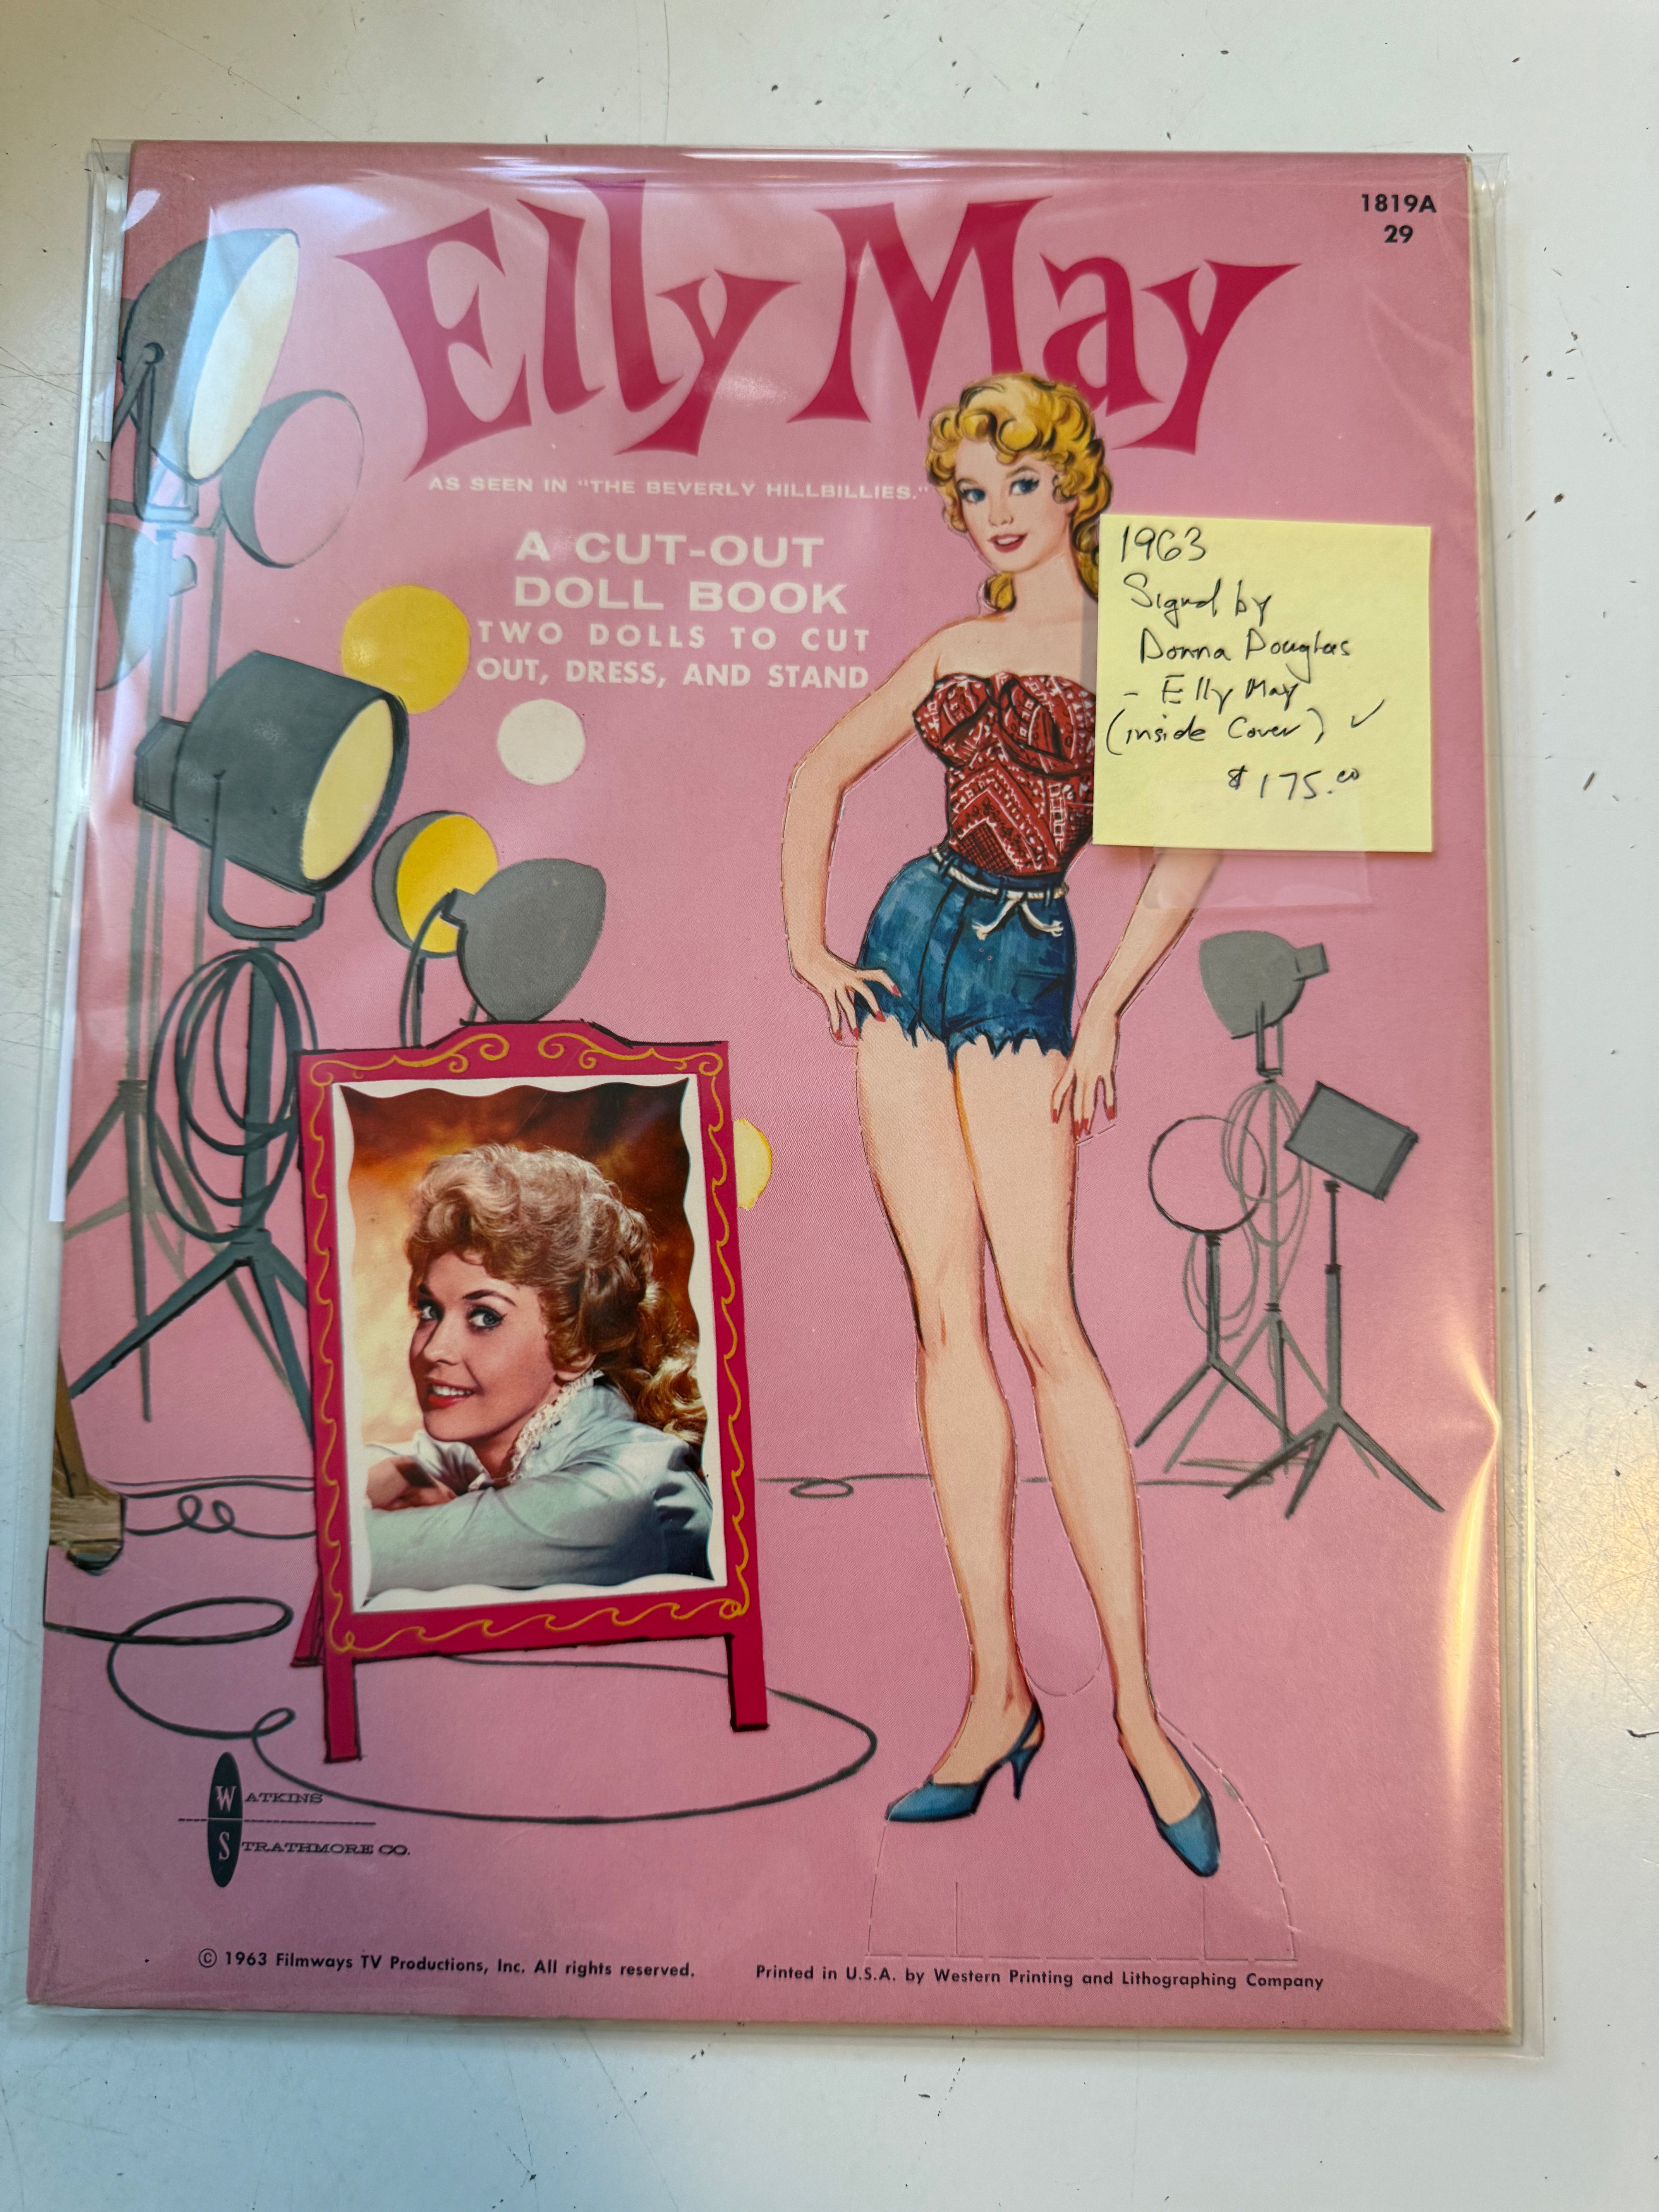 1819A
29
Elly May
AS SEEN IN "THE BEVERLY HILLBILLIES."
A CUT-OUT
DOLL BOOK
TWO DOLLS TO CUT
OUT, DRESS, AND STAND
1963
Signed by
Donna Douglas
- Elly May
(inside Cover) ✓
$175.00
WATKINS
STRATHMORE CO.
© 1963 Filmways TV Productions, Inc. All rights reserved.
Printed in U.S.A. by Western Printing and Lithographing Company